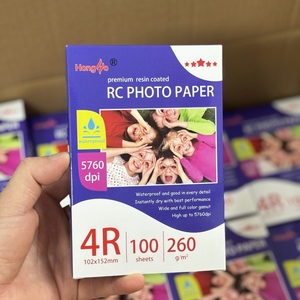 Hongyo ®
premium resin coated
RC PHOTO PAPER
5760
dpi
Waterproof and good in every detail
Instantly dry with best performance
Wide and full color gamut
High up to 5760dpi
4R
102x152mm
100
sheets
260
g/m²